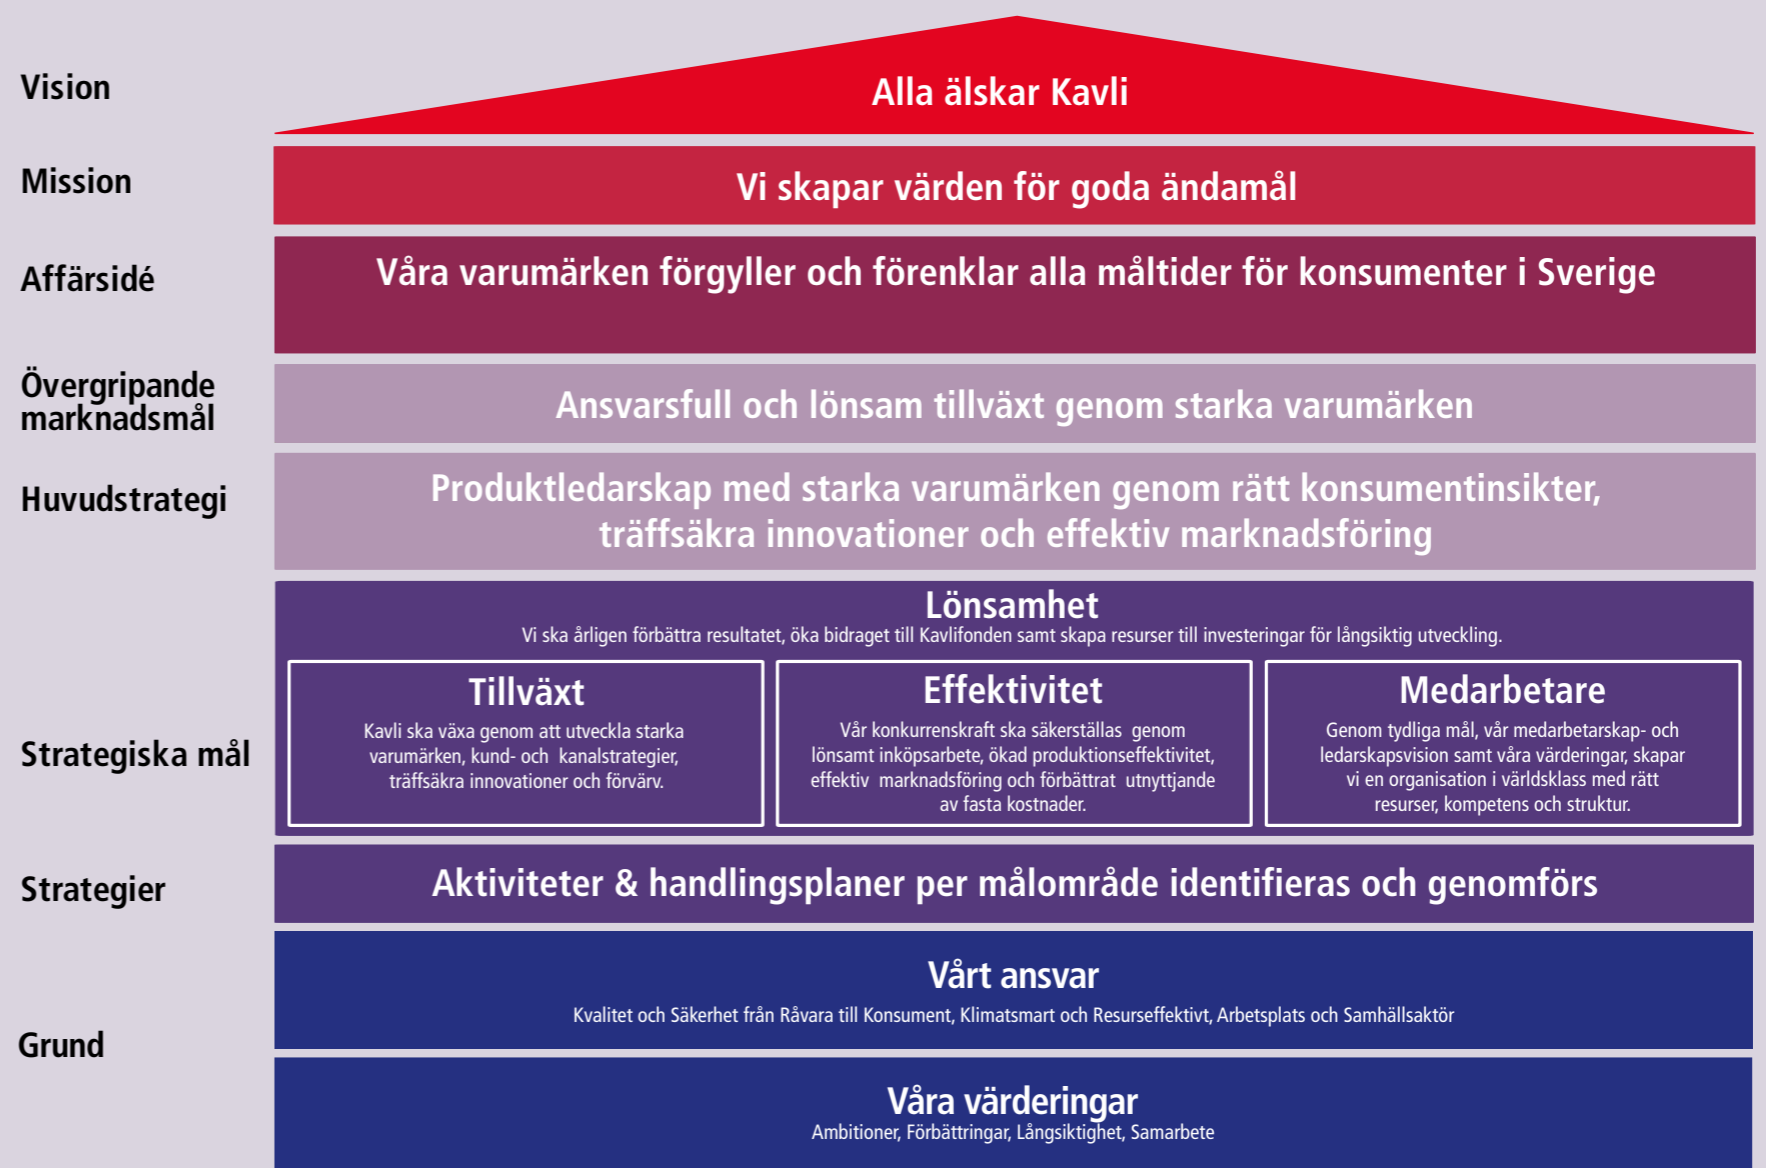 Vision
Alla älskar Kavli
Mission
Vi skapar värden för goda ändamål
Affärsidé
Våra varumärken förgyller och förenklar alla måltider för konsumenter i Sverige
Övergripande
marknadsmål
Ansvarsfull och lönsam tillväxt genom starka varumärken
Huvudstrategi
Produktledarskap med starka varumärken genom rätt konsumentinsikter,
träffsäkra innovationer och effektiv marknadsföring
Strategiska mål
Lönsamhet
Vi ska årligen förbättra resultatet, öka bidraget till Kavlifonden samt skapa resurser till investeringar för långsiktig utveckling.
Tillväxt
Kavli ska växa genom att utveckla starka
varumärken, kund- och kanalstrategier,
träffsäkra innovationer och förvärv.
Effektivitet
Vår konkurrenskraft ska säkerställas genom
lönsamt inköpsarbete, ökad produktionseffektivitet,
effektiv marknadsföring och förbättrat utnyttjande
av fasta kostnader.
Medarbetare
Genom tydliga mål, vår medarbetarskap- och
ledarskapsvision samt våra värderingar, skapar
vi en organisation i världsklass med rätt
resurser, kompetens och struktur.
Strategier
Aktiviteter & handlingsplaner per målområde identifieras och genomförs
Grund
Vårt ansvar
Kvalitet och Säkerhet från Råvara till Konsument, Klimatsmart och Resurseffektivt, Arbetsplats och Samhällsaktör
Våra värderingar
Ambitioner, Förbättringar, Långsiktighet, Samarbete